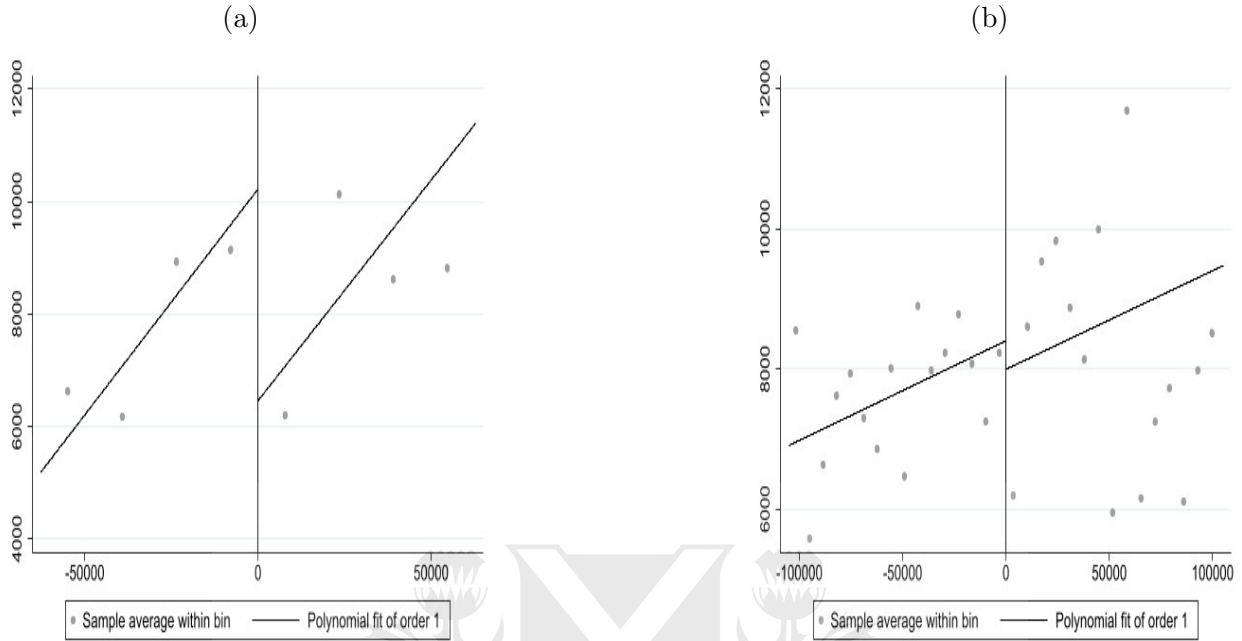 (a)
12000
10000
8000
6000
4000
-50000 0 50000
Sample average within bin Polynomial fit of order 1
(b)
12000
10000
8000
6000
-100000 -50000 0 50000 100000
Sample average within bin Polynomial fit of order 1